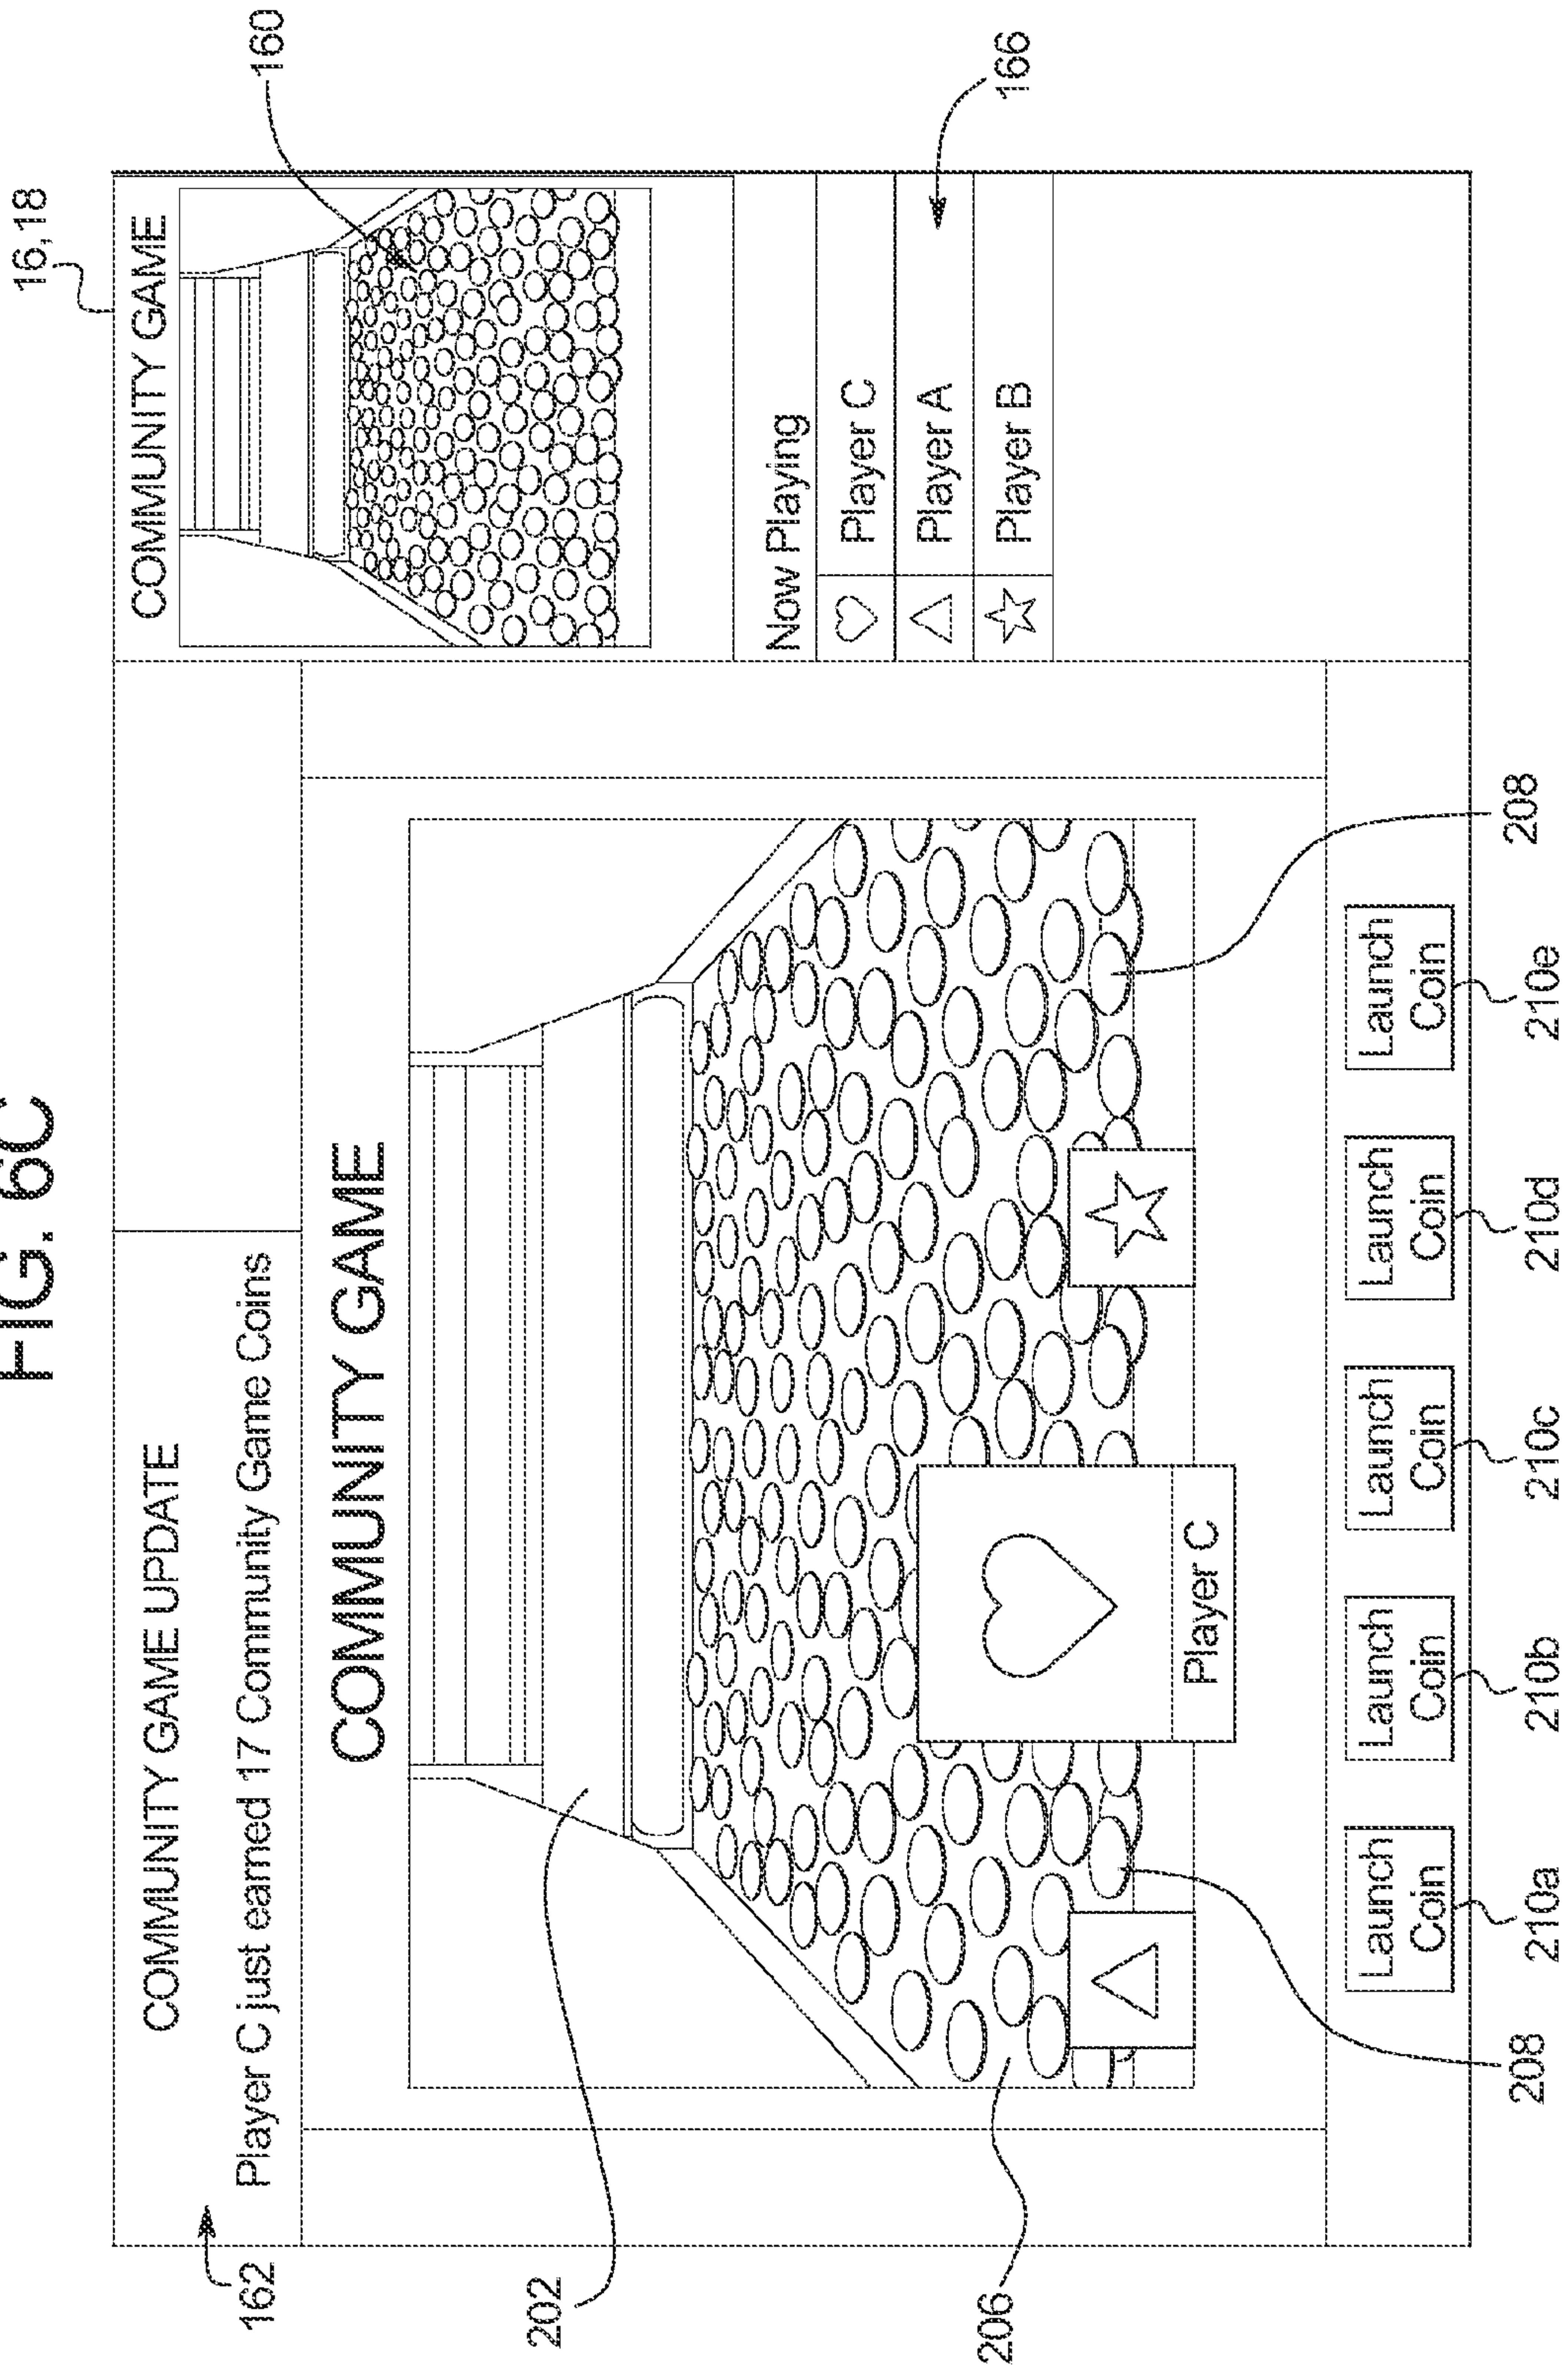 FIG. 6C
16,18
COMMUNITY GAME UPDATE
Player C just earned 17 Community Game Coins
162
COMMUNITY GAME
160
COMMUNITY GAME
202
206
Now Playing
Player C
Player A
Player B
166
Player C
208
208
Launch
Coin
Launch
Coin
Launch
Coin
Launch
Coin
Launch
Coin
210a
210b
210c
210d
210e